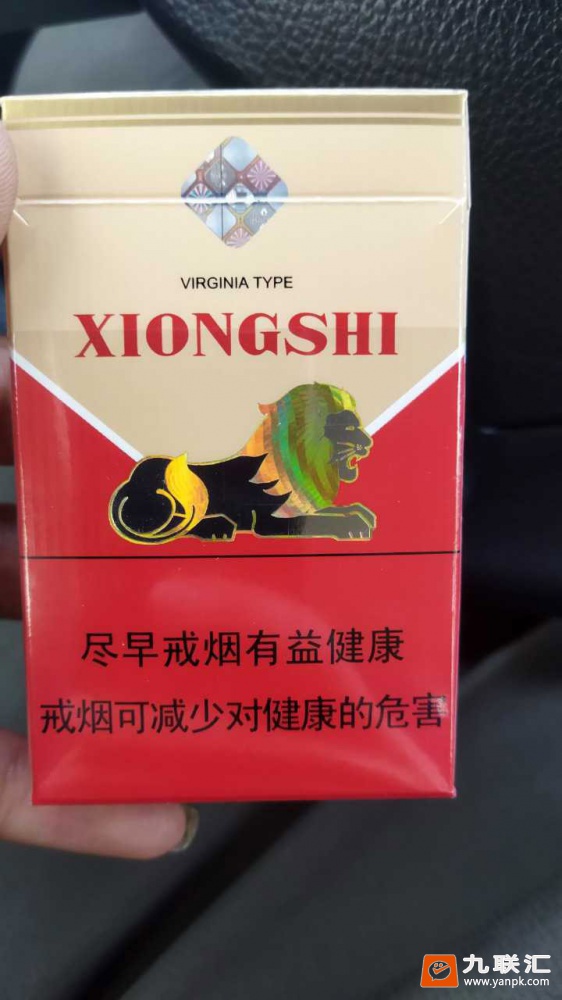 VIRGINIA TYPE
XIONGSHI
尽早戒烟有益健康
戒烟可减少对健康的危害
九联汇
www.yanpk.com